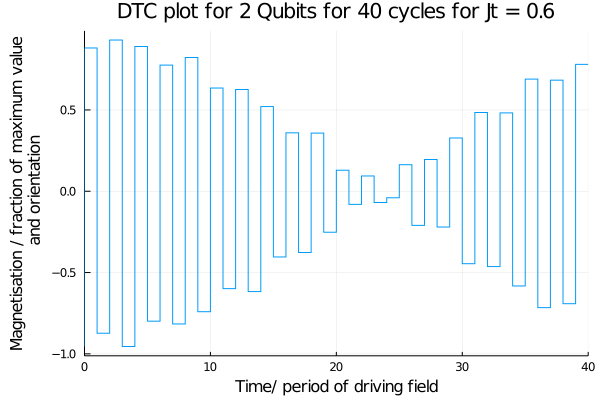 DTC plot for 2 Qubits for 40 cycles for Jt = 0.6
Magnetisation / fraction of maximum value
and orientation
0.5
0.0
−0.5
−1.0
0 10 20 30 40
Time/ period of driving field